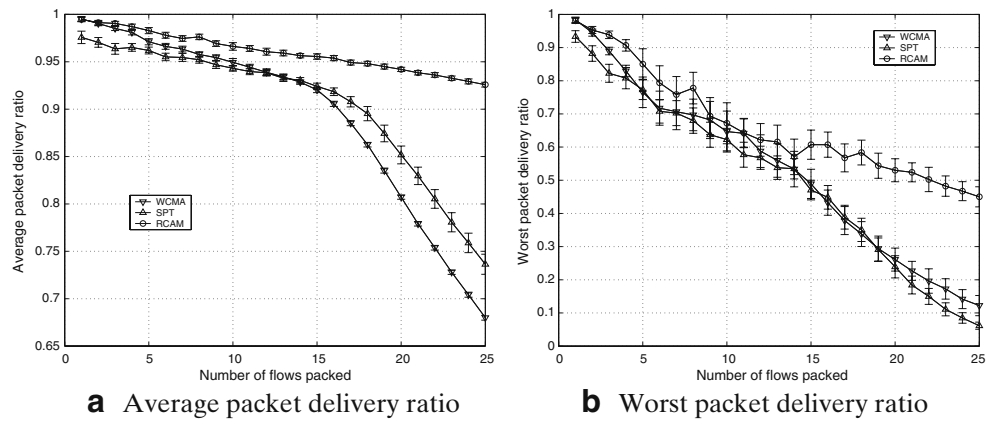 Average packet delivery ratio
1
0.95
0.9
0.85
0.8
0.75
0.7
0.65
WCMA
SPT
RCAM
0 5 10 15 20 25
Number of flows packed
a Average packet delivery ratio
Worst packet delivery ratio
1
0.9
0.8
0.7
0.6
0.5
0.4
0.3
0.2
0.1
0
WCMA
SPT
RCAM
0 5 10 15 20 25
Number of flows packed
b Worst packet delivery ratio